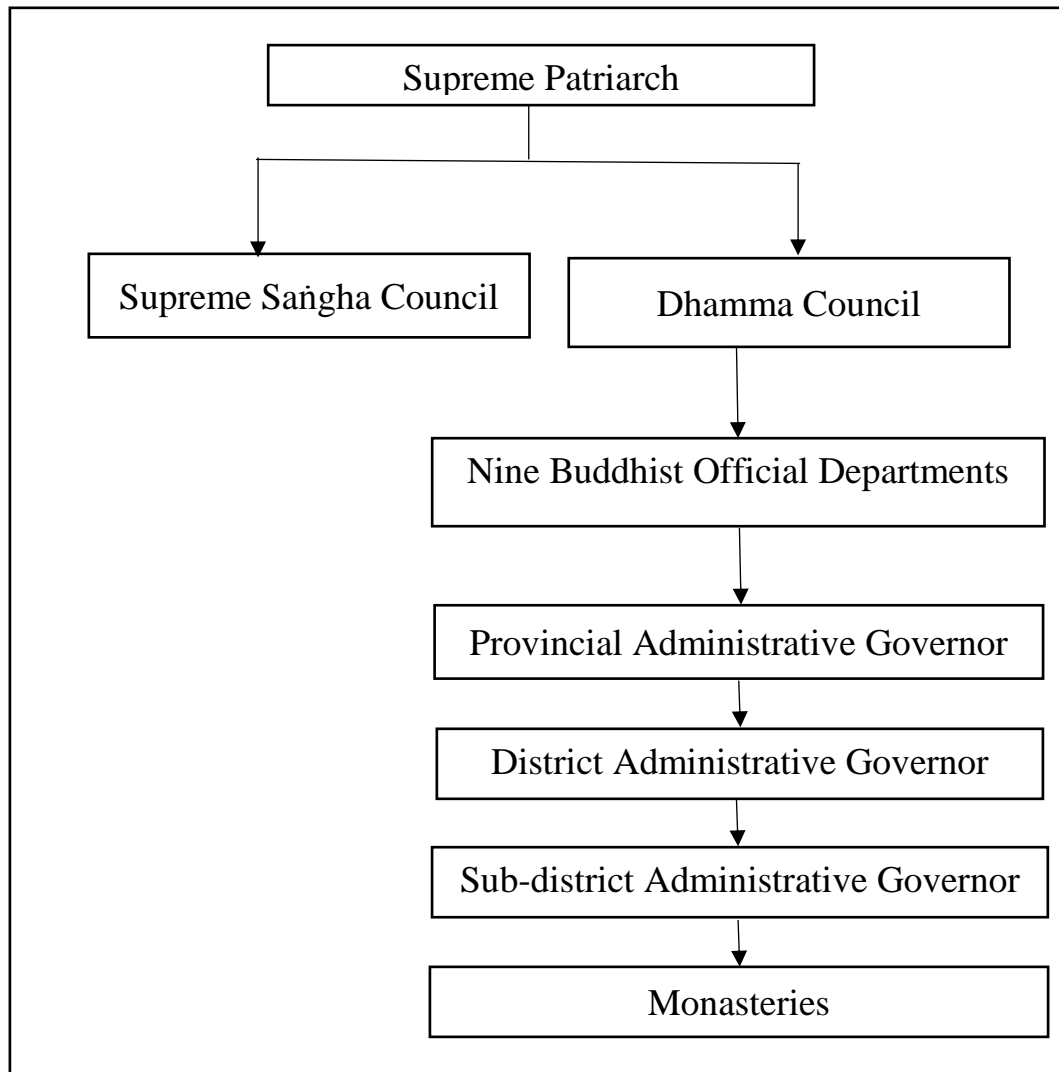 Supreme Patriarch
Supreme Saṅgha Council
Dhamma Council
Nine Buddhist Official Departments
Provincial Administrative Governor
District Administrative Governor
Sub-district Administrative Governor
Monasteries